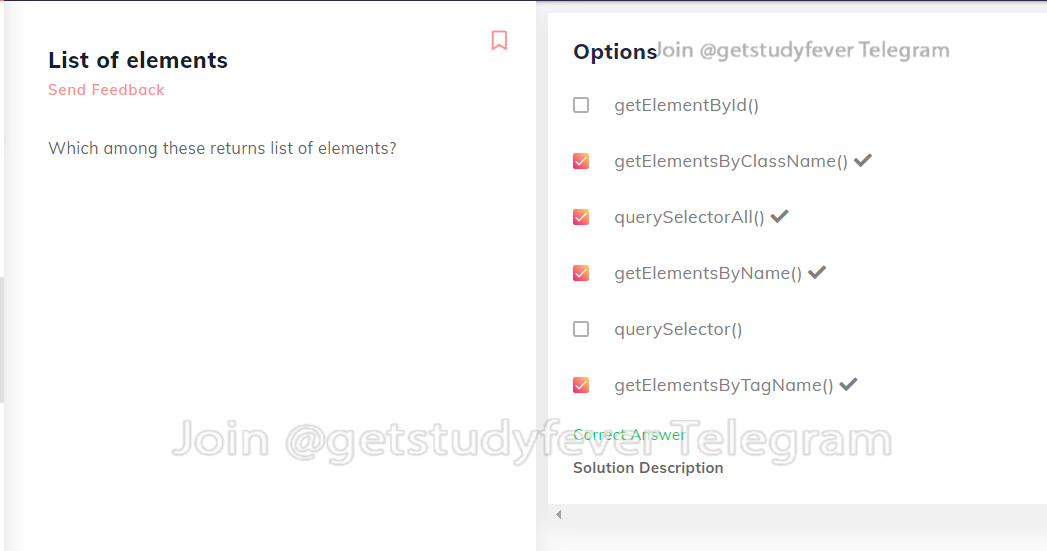 List of elements
Send Feedback
Which among these returns list of elements?
Options
Join @getstudyfever Telegram
getElementById()
getElementsByClassName()
querySelectorAll()
getElementsByName()
querySelector()
getElementsByTagName()
Correct Answer
Join @getstudyfever Telegram
Solution Description